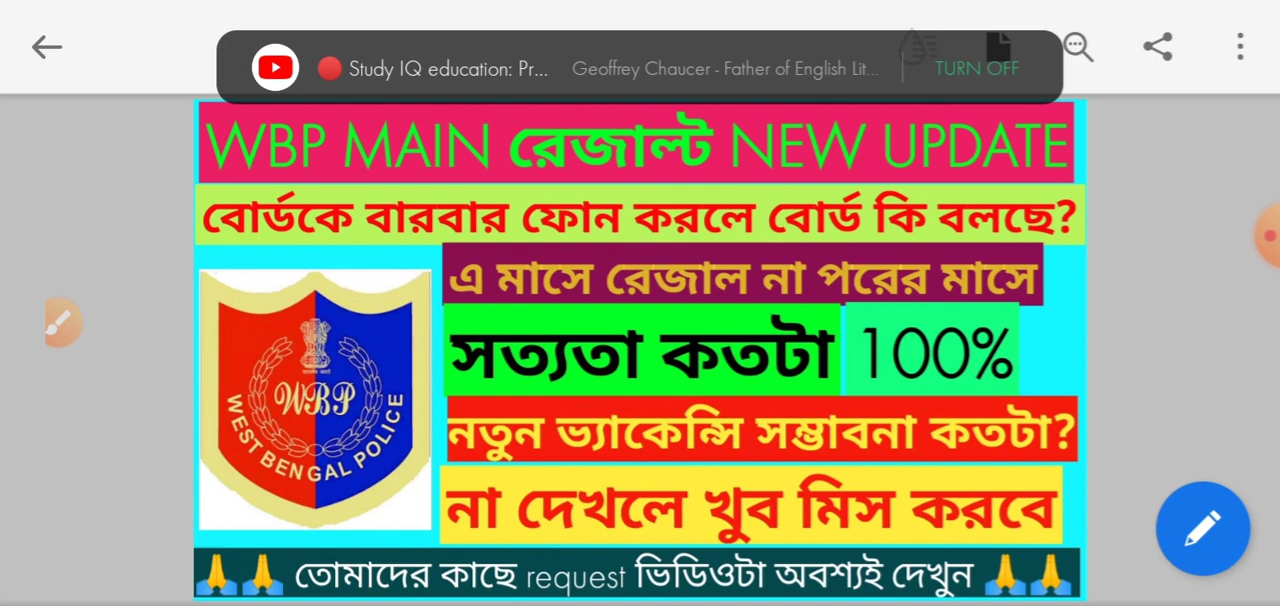 Study IQ education: Pr... Geoffrey Chaucer - Father of English Lit... TURN OFF
WBP MAIN রেজাল্ট NEW UPDATE
বোর্ডকে বারবার ফোন করলে বোর্ড কি বলছে?
এ মাসে রেজাল না পরের মাসে
সত্যতা কতটা 100%
নতুন ভ্যাকেন্সি সম্ভাবনা কতটা?
না দেখলে খুব মিস করবে
WBP
WEST BENGAL POLICE
🙏🙏 তোমাদের কাছে request ভিডিওটা অবশ্যই দেখুন 🙏🙏